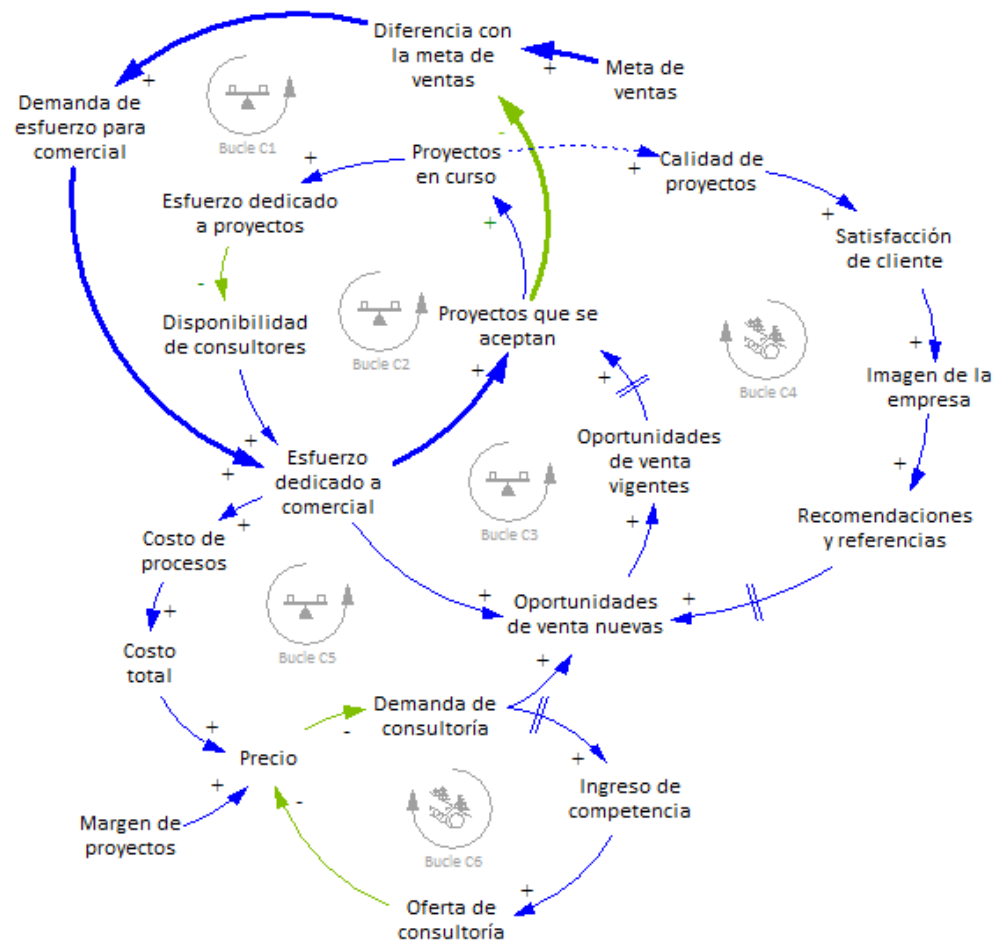 Diferencia con
la meta de
ventas
Meta de
ventas
+
+
Demanda de
esfuerzo para
comercial
Bucle C1
-
Proyectos
en curso
+
+
Calidad de
proyectos
Esfuerzo dedicado
a proyectos
+
+
Satisfacción
de cliente
-
Disponibilidad
de consultores
Bucle C2
Proyectos que se
aceptan
Bucle C4
+
Imagen de la
empresa
+
+
Oportunidades
de venta
vigentes
+
+
Esfuerzo
dedicado a
comercial
+
Bucle C3
+
Recomendaciones
y referencias
+
Costo de
procesos
+
+
Oportunidades
de venta nuevas
+
+
Costo
total
Bucle C5
+
Demanda de
consultoría
-
+
Precio
+
Ingreso de
competencia
+
-
Margen de
proyectos
Bucle C6
+
Oferta de
consultoría